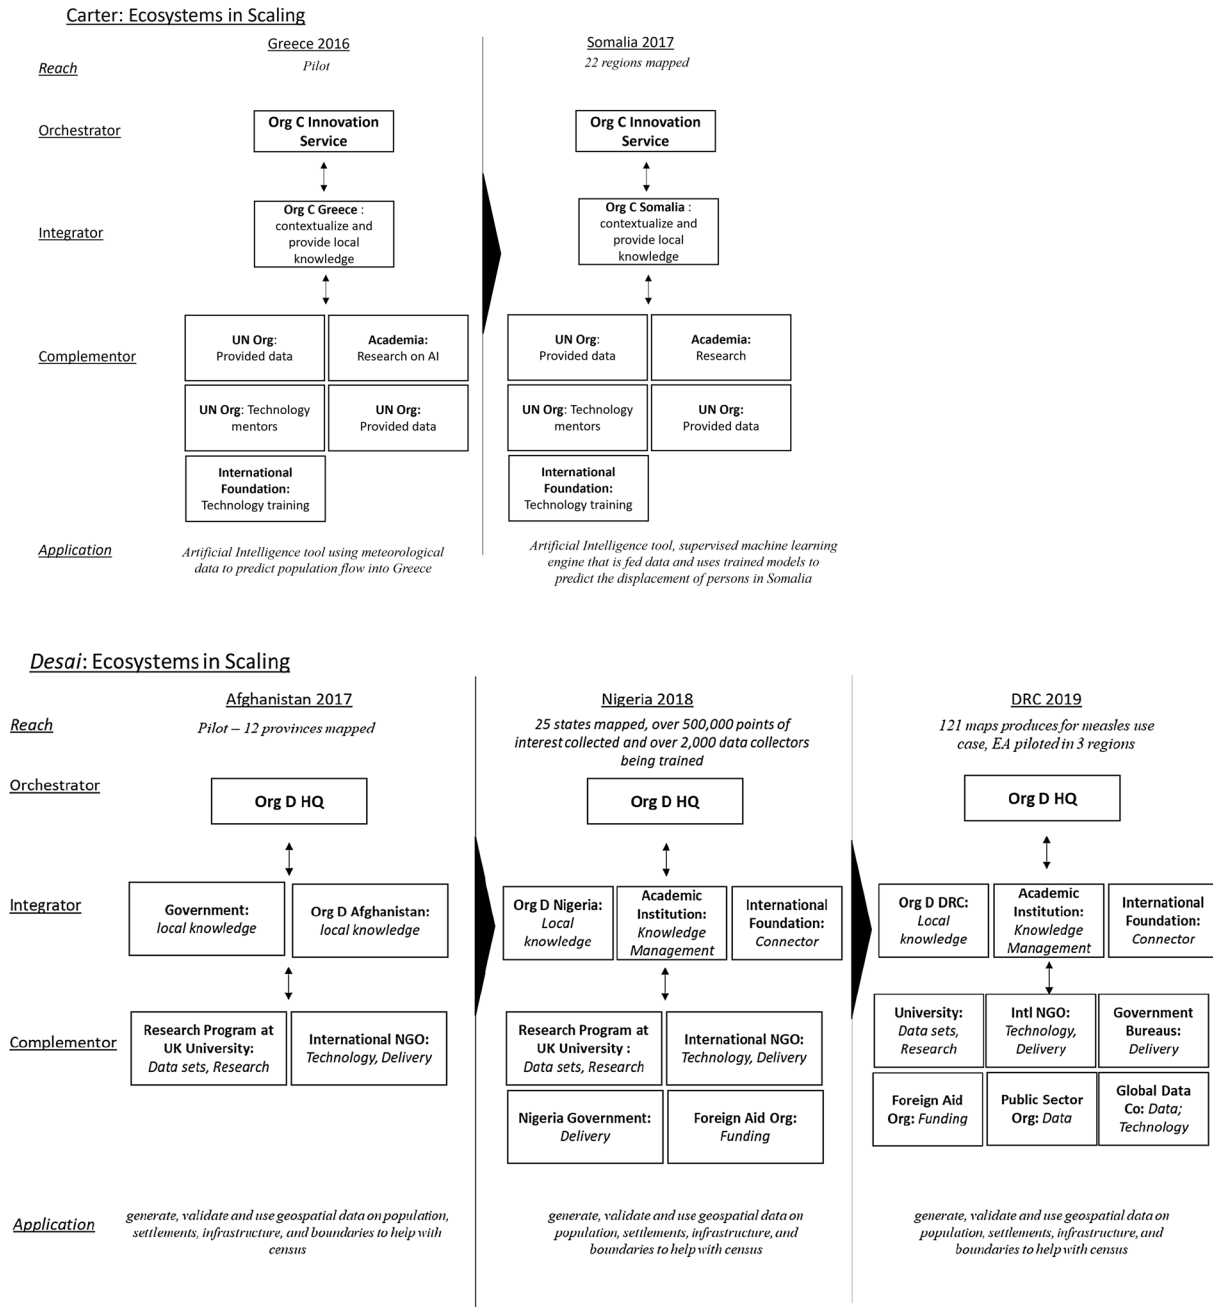 Carter: Ecosystems in Scaling
Greece 2016
Somalia 2017
Reach
Pilot
22 regions mapped
Orchestrator
Org C Innovation
Service
Org C Innovation
Service
Integrator
Org C Greece :
contextualize and
provide local
knowledge
Org C Somalia :
contextualize and
provide local
knowledge
Complementor
UN Org:
Provided data
Academia:
Research on AI
UN Org:
Provided data
Academia:
Research
UN Org: Technology
mentors
UN Org:
Provided data
UN Org: Technology
mentors
UN Org:
Provided data
International
Foundation:
Technology training
International
Foundation:
Technology training
Application
Artificial Intelligence tool using meteorological
data to predict population flow into Greece
Artificial Intelligence tool, supervised machine learning
engine that is fed data and uses trained models to
predict the displacement of persons in Somalia
Desai: Ecosystems in Scaling
Afghanistan 2017
Nigeria 2018
DRC 2019
Reach
Pilot – 12 provinces mapped
25 states mapped, over 500,000 points of
interest collected and over 2,000 data collectors
being trained
121 maps produces for measles use
case, EA piloted in 3 regions
Orchestrator
Org D HQ
Org D HQ
Org D HQ
Integrator
Government:
local knowledge
Org D Afghanistan:
local knowledge
Org D Nigeria:
Local
knowledge
Academic
Institution:
Knowledge
Management
International
Foundation:
Connector
Org D DRC:
Local
knowledge
Academic
Institution:
Knowledge
Management
International
Foundation:
Connector
Complementor
Research Program at
UK University:
Data sets, Research
International NGO:
Technology, Delivery
Research Program at
UK University :
Data sets, Research
International NGO:
Technology, Delivery
University:
Data sets,
Research
Intl NGO:
Technology,
Delivery
Government
Bureaus:
Delivery
Nigeria Government:
Delivery
Foreign Aid Org:
Funding
Foreign Aid
Org: Funding
Public Sector
Org: Data
Global Data
Co: Data;
Technology
Application
generate, validate and use geospatial data on population,
settlements, infrastructure, and boundaries to help with
census
generate, validate and use geospatial data on
population, settlements, infrastructure, and
boundaries to help with census
generate, validate and use geospatial data on
population, settlements, infrastructure, and
boundaries to help with census